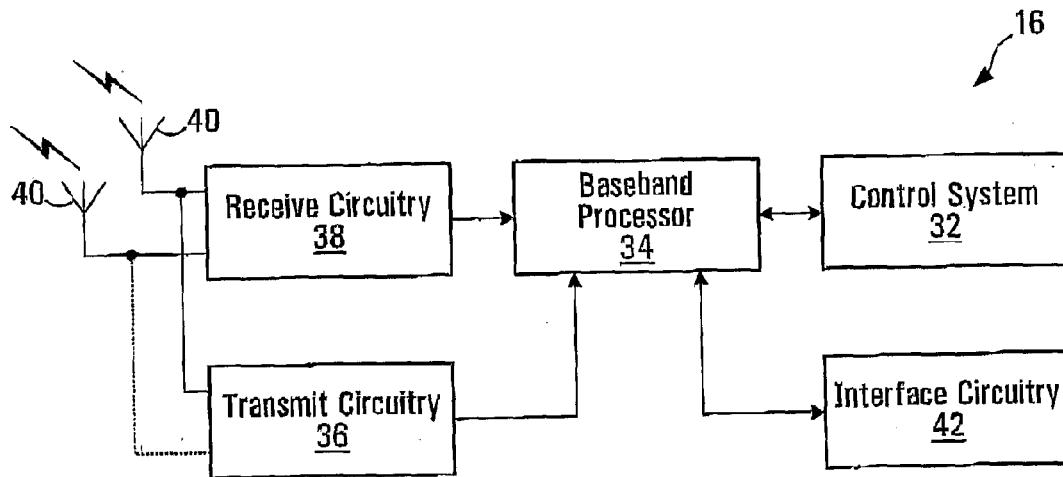 16
40
40
Receive Circuitry
38
Baseband
Processor
34
Control System
32
Transmit Circuitry
36
Interface Circuitry
42